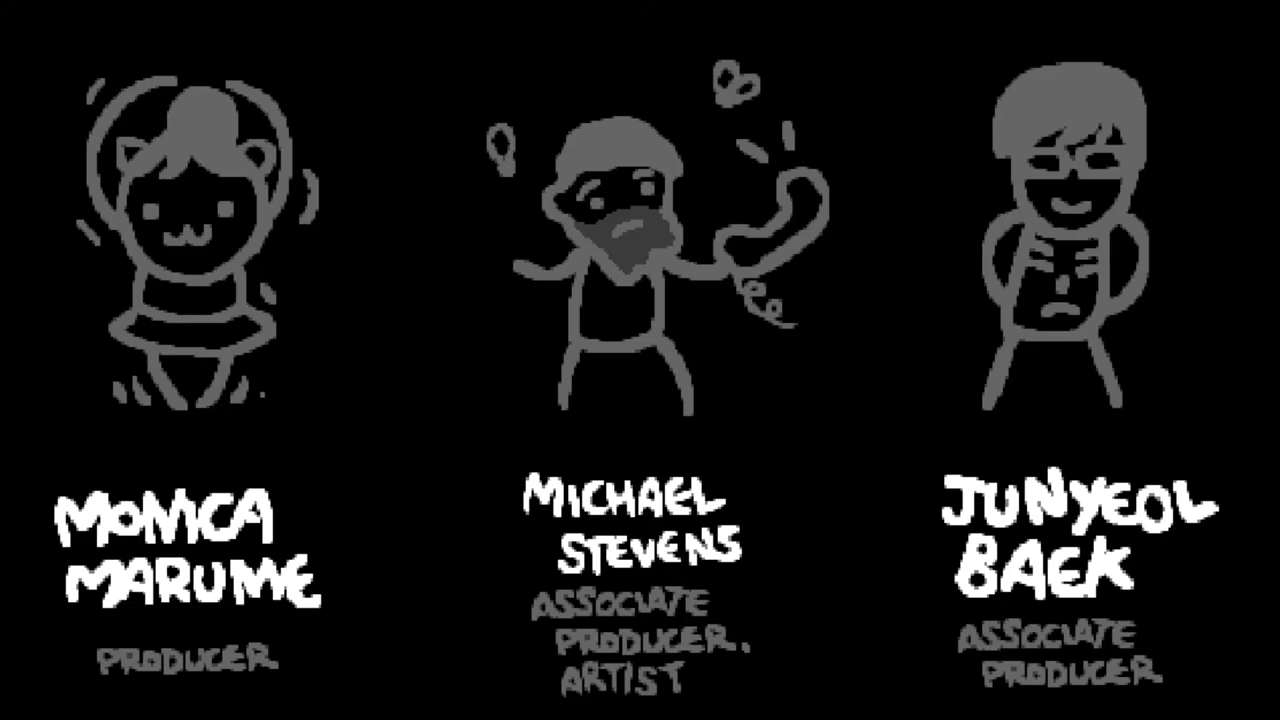 MONICA
MARUME
PRODUCER
MICHAEL
STEVENS
ASSOCIATE
PRODUCER.
ARTIST
JUNYEOL
BAEK
ASSOCIATE
PRODUCER